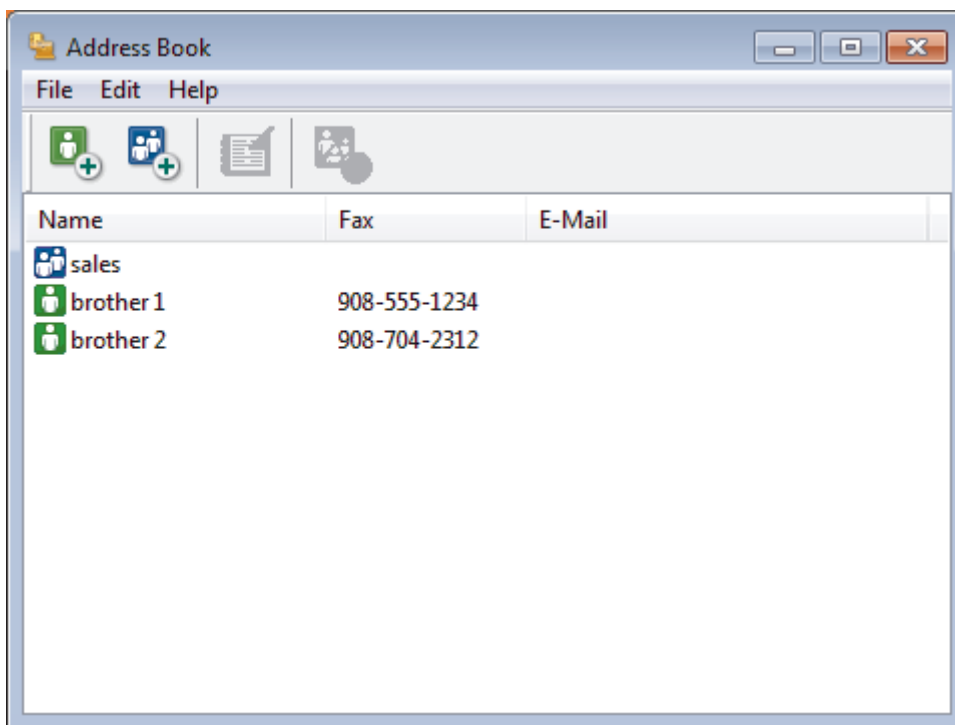 Address Book
File Edit Help
Name Fax E-Mail
sales
brother 1 908-555-1234
brother 2 908-704-2312